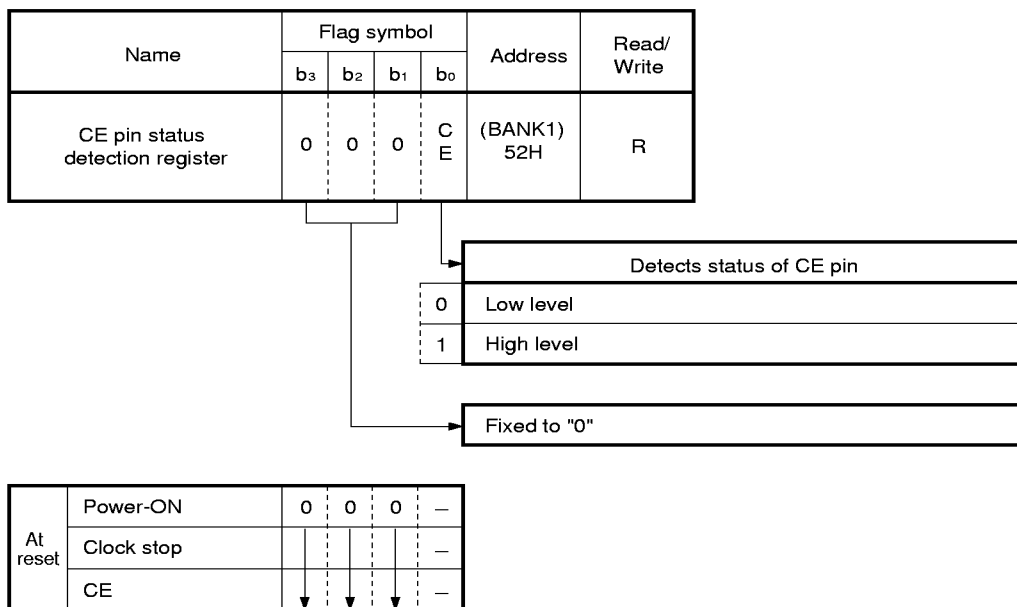 Name
Flag symbol
Address
Read/
Write
b₃ b₂ b₁ b₀
CE pin status
detection register
0 0 0 C
E
(BANK1)
52H
R
Detects status of CE pin
0 Low level
1 High level
Fixed to "0"
At
reset
Power-ON 0 0 0 –
Clock stop –
CE –